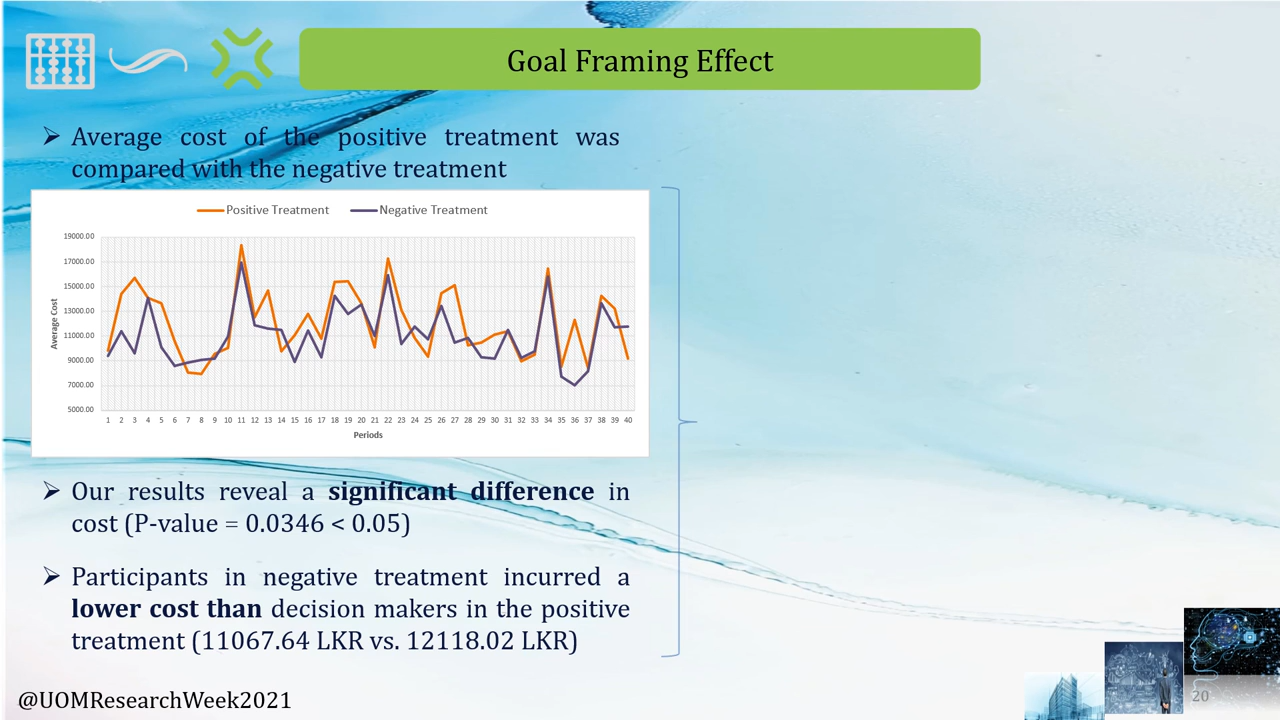 Goal Framing Effect
➢ Average cost of the positive treatment was
compared with the negative treatment
Positive Treatment Negative Treatment
19000.00
17000.00
15000.00
13000.00
11000.00
9000.00
7000.00
5000.00
Average Cost
1 2 3 4 5 6 7 8 9 10 11 12 13 14 15 16 17 18 19 20 21 22 23 24 25 26 27 28 29 30 31 32 33 34 35 36 37 38 39 40
Periods
➢ Our results reveal a significant difference in
cost (P-value = 0.0346 < 0.05)
➢ Participants in negative treatment incurred a
lower cost than decision makers in the positive
treatment (11067.64 LKR vs. 12118.02 LKR)
@UOMResearchWeek2021
20